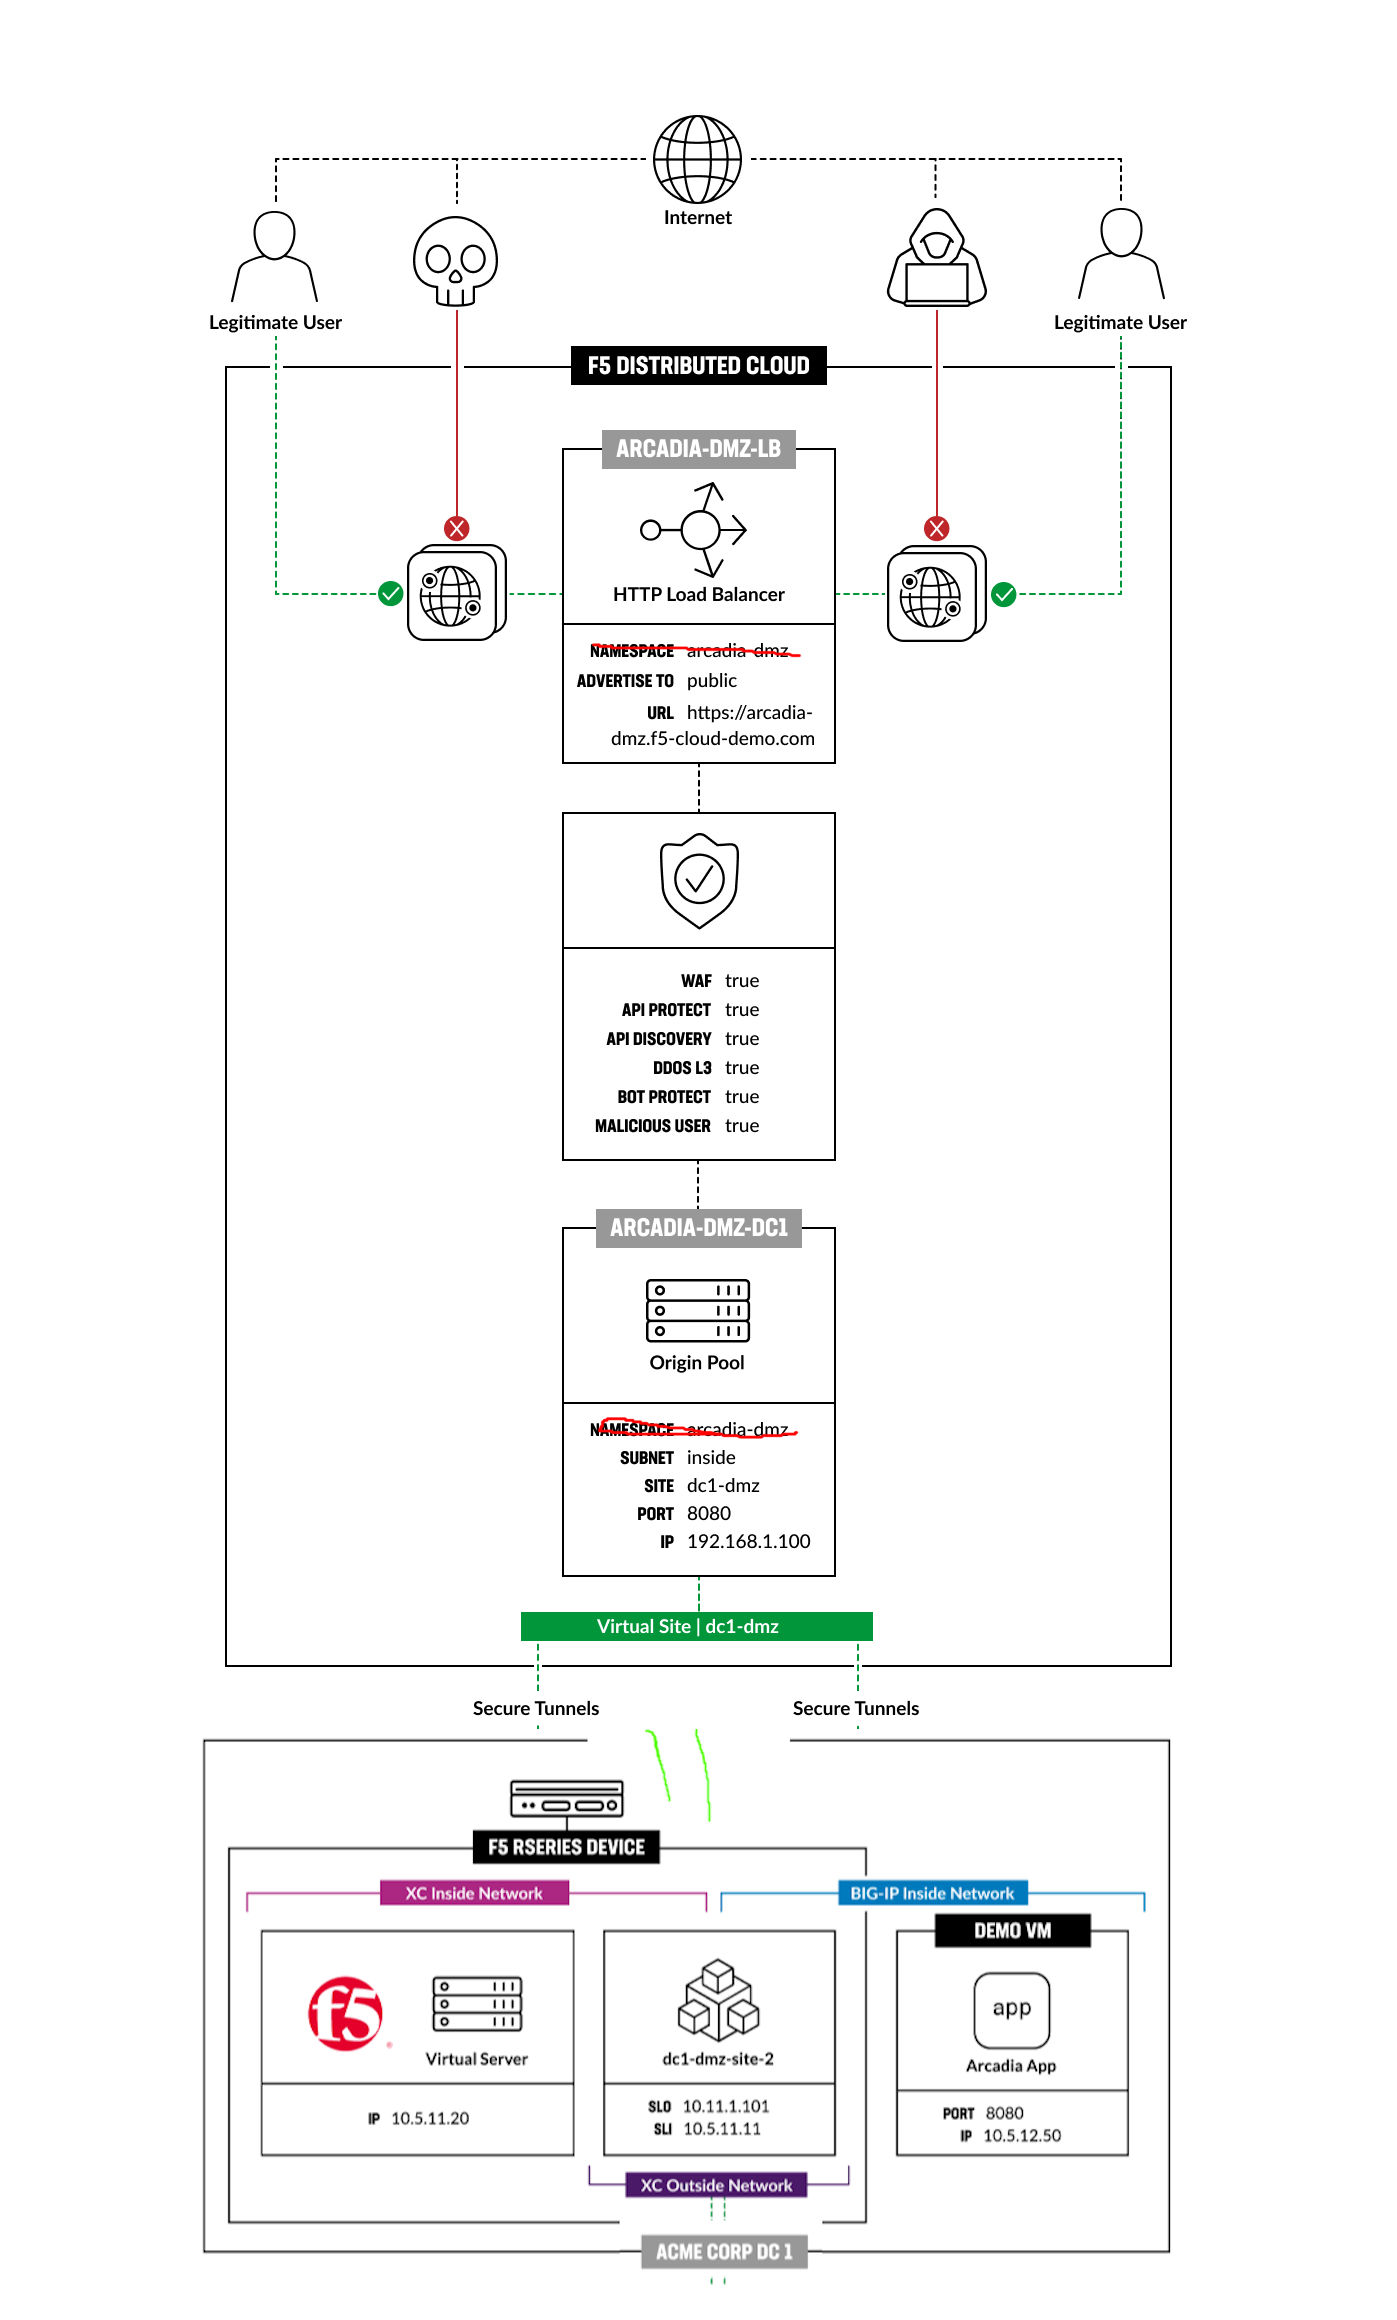 Internet
Legitimate User
Legitimate User
F5 DISTRIBUTED CLOUD
ARCADIA-DMZ-LB
HTTP Load Balancer
NAMESPACE arcadia-dmz
ADVERTISE TO public
URL https://arcadia-
dmz.f5-cloud-demo.com
WAF true
API PROTECT true
API DISCOVERY true
DDOS L3 true
BOT PROTECT true
MALICIOUS USER true
ARCADIA-DMZ-DC1
Origin Pool
NAMESPACE arcadia-dmz
SUBNET inside
SITE dc1-dmz
PORT 8080
IP 192.168.1.100
Virtual Site | dc1-dmz
Secure Tunnels
Secure Tunnels
F5 RSERIES DEVICE
XC Inside Network
BIG-IP Inside Network
DEMO VM
f5
Virtual Server
IP 10.5.11.20
dc1-dmz-site-2
SLO 10.11.1.101
SLI 10.5.11.11
app
Arcadia App
PORT 8080
IP 10.5.12.50
XC Outside Network
ACME CORP DC 1